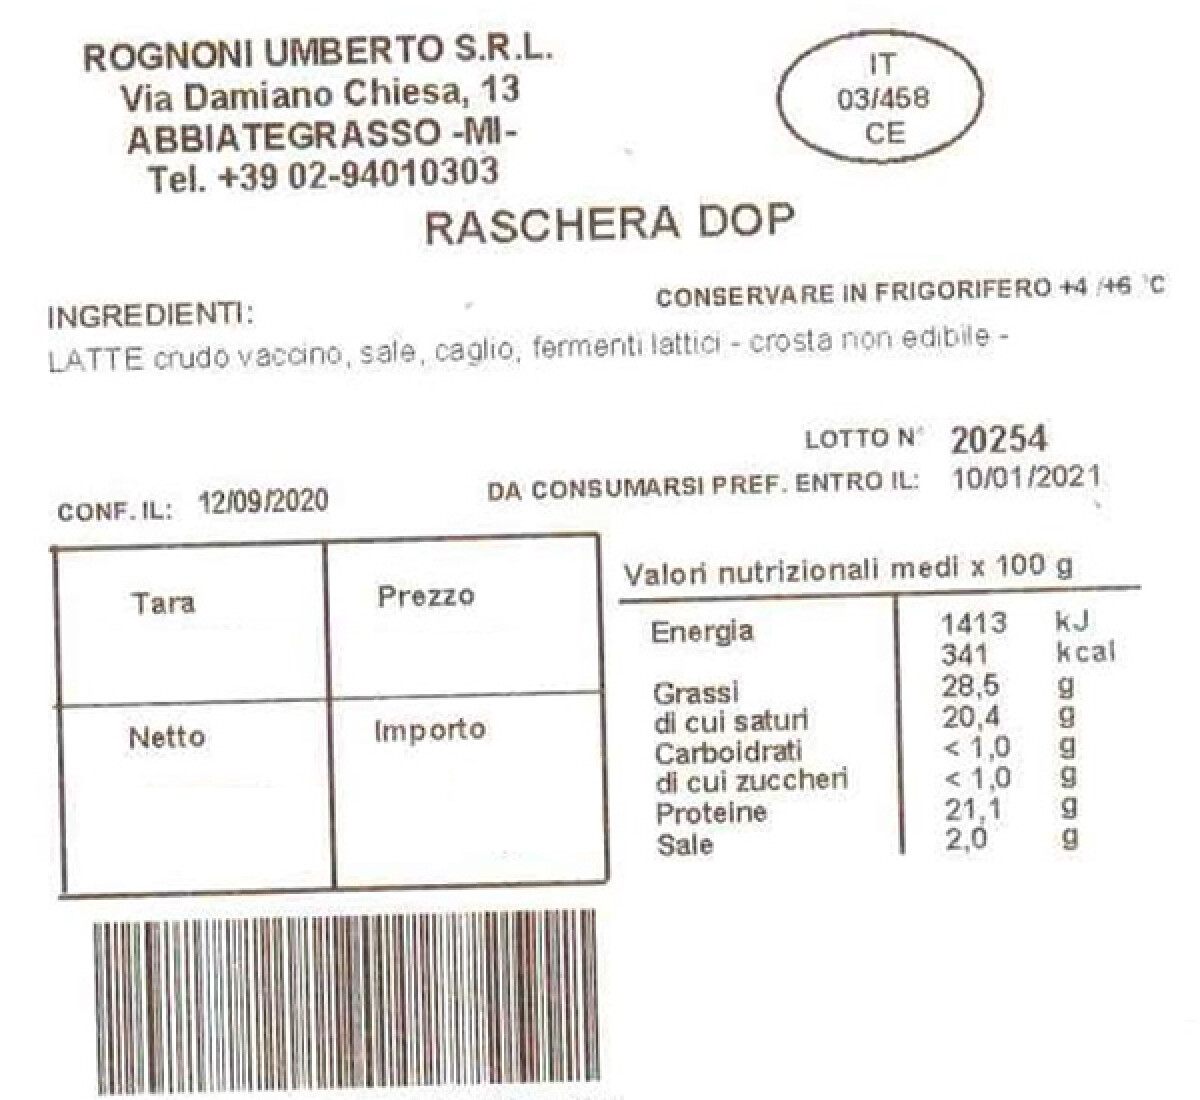 ROGNONI UMBERTO S.R.L.
Via Damiano Chiesa, 13
ABBIATEGRASSO -MI-
Tel. +39 02-94010303
IT
03/458
CE
RASCHERA DOP
CONSERVARE IN FRIGORIFERO +4 /+6 °C
INGREDIENTI:
LATTE crudo vaccino, sale, caglio, fermenti lattici - crosta non edibile -
LOTTO N° 20254
CONF. IL: 12/09/2020
DA CONSUMARSI PREF. ENTRO IL: 10/01/2021
Tara
Prezzo
Netto
Importo
Valori nutrizionali medi x 100 g
Energia 1413 kJ
341 kcal
Grassi 28,5 g
di cui saturi 20,4 g
Carboidrati < 1,0 g
di cui zuccheri < 1,0 g
Proteine 21,1 g
Sale 2,0 g